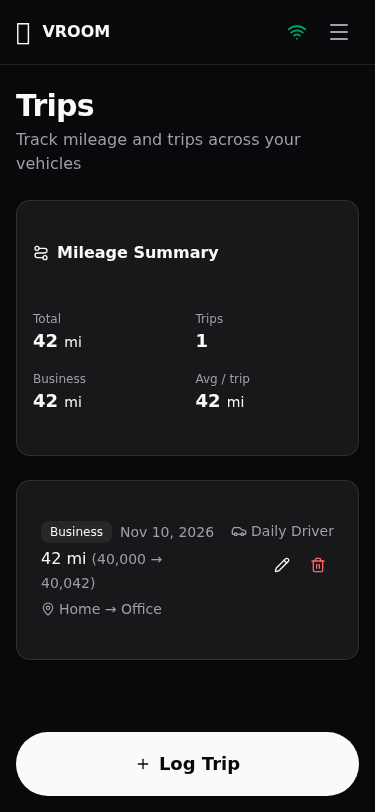 VROOM
Trips
Track mileage and trips across your
vehicles
Mileage Summary
Total
42 mi
Trips
1
Business
42 mi
Avg / trip
42 mi
Business Nov 10, 2026 Daily Driver
42 mi (40,000 →
40,042)
Home → Office
+ Log Trip